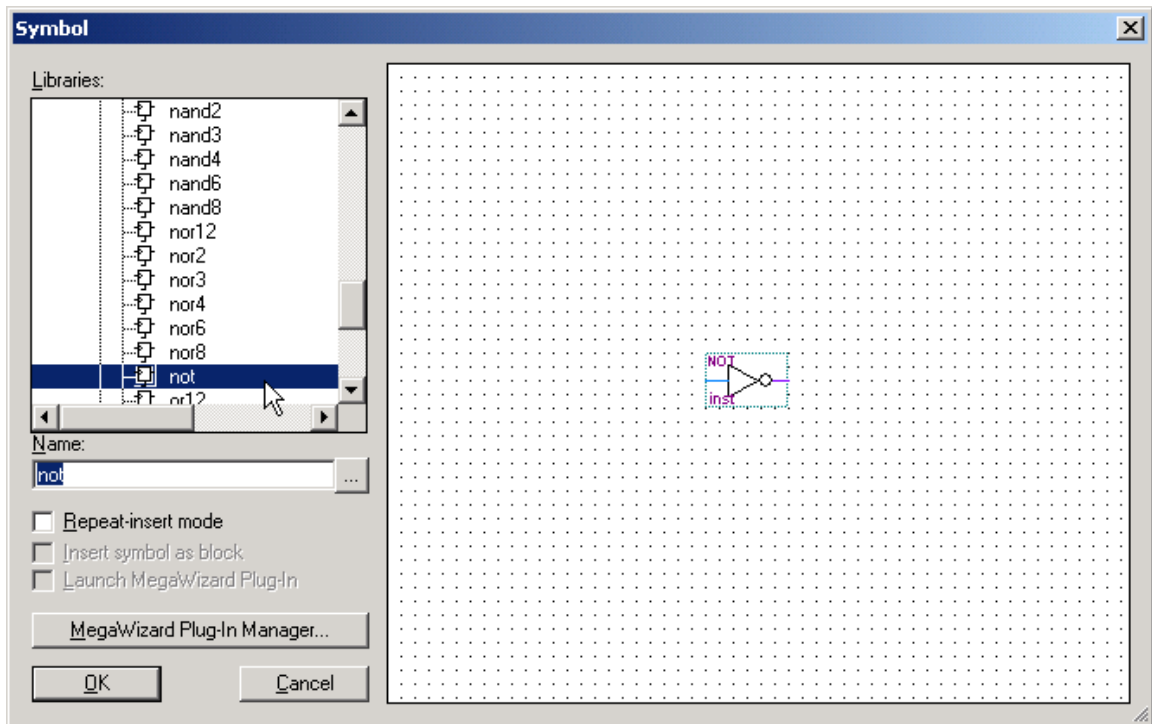 Symbol
Libraries:
nand2
nand3
nand4
nand6
nand8
nor12
nor2
nor3
nor4
nor6
nor8
not
or12
Name:
not
...
Repeat-insert mode
Insert symbol as block
Launch MegaWizard Plug-In
MegaWizard Plug-In Manager...
OK
Cancel
NOT
inst